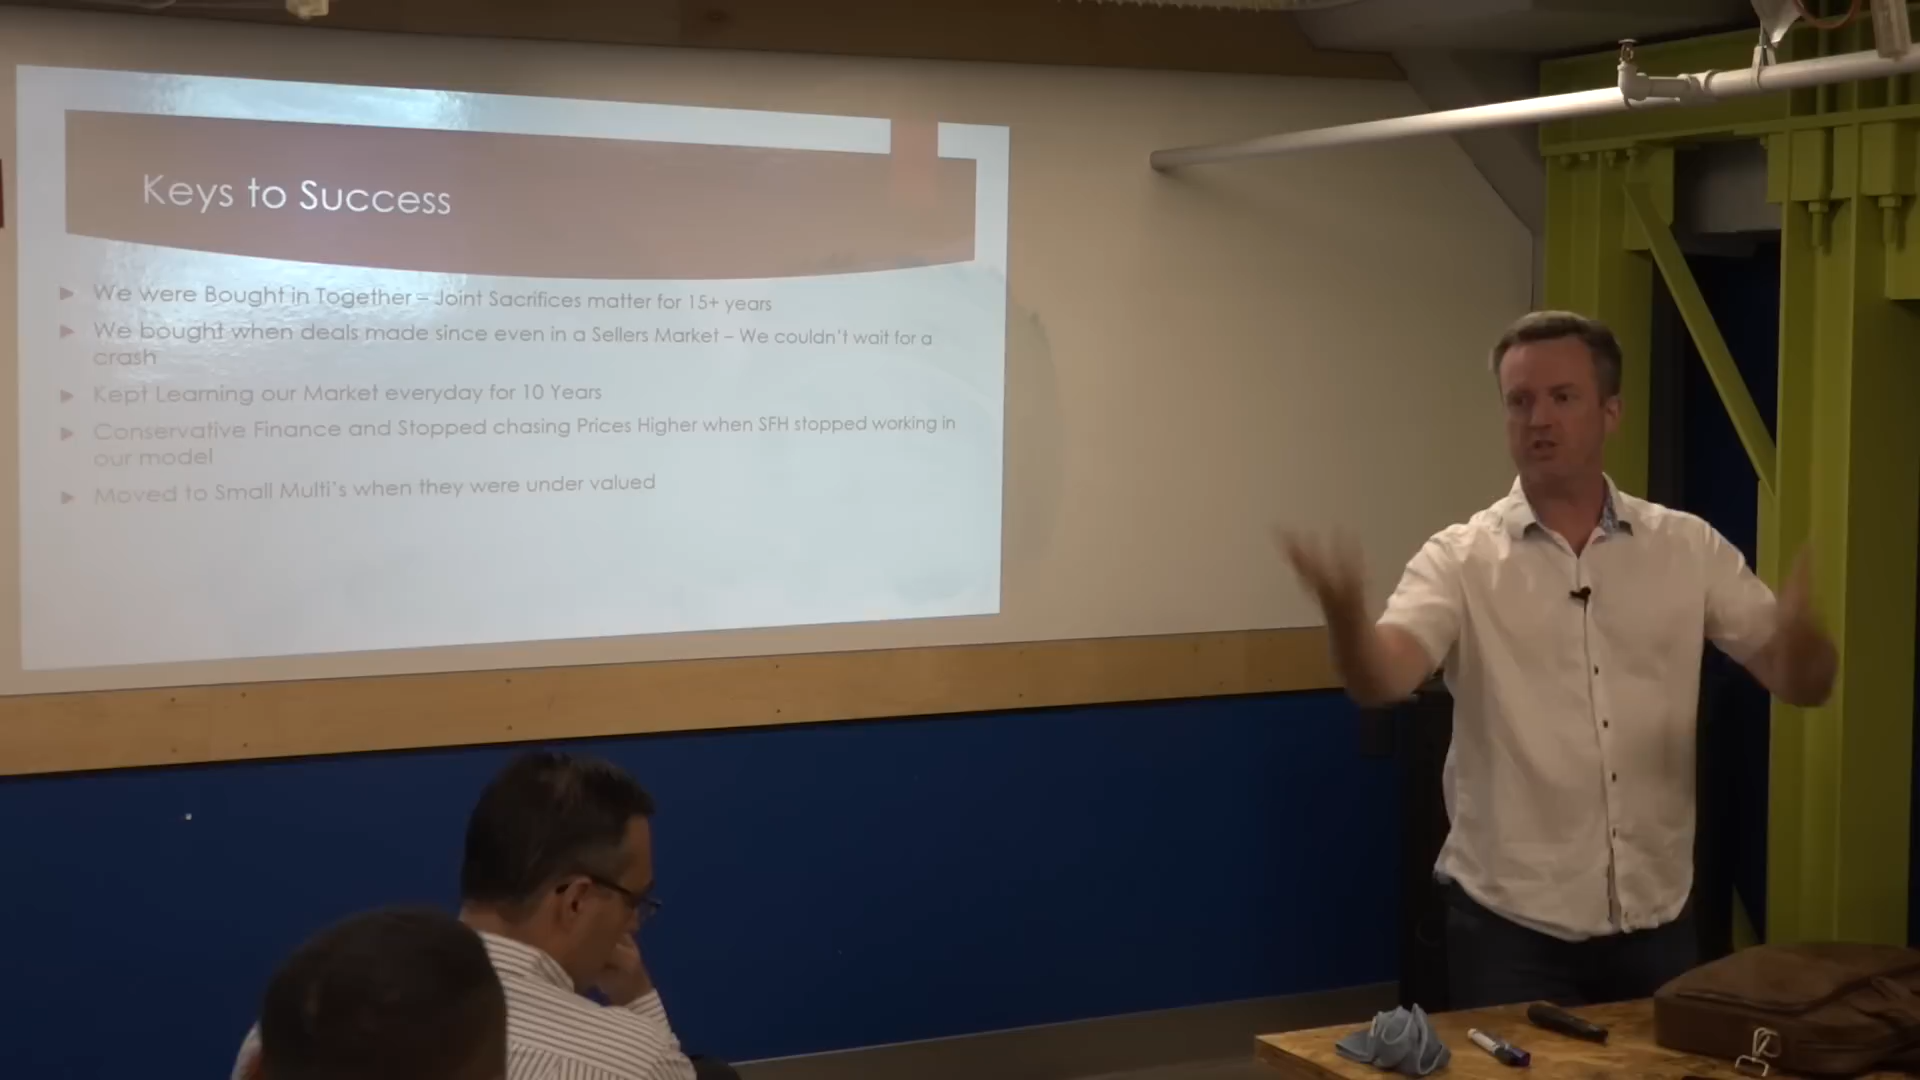 Keys to Success
We were Bought in Together – Joint Sacrifices matter for 15+ years
We bought when deals made since even in a Sellers Market – We couldn't wait for a
crash
Kept Learning our Market everyday for 10 Years
Conservative Finance and Stopped chasing Prices Higher when SFH stopped working in
our model
Moved to Small Multi's when they were under valued